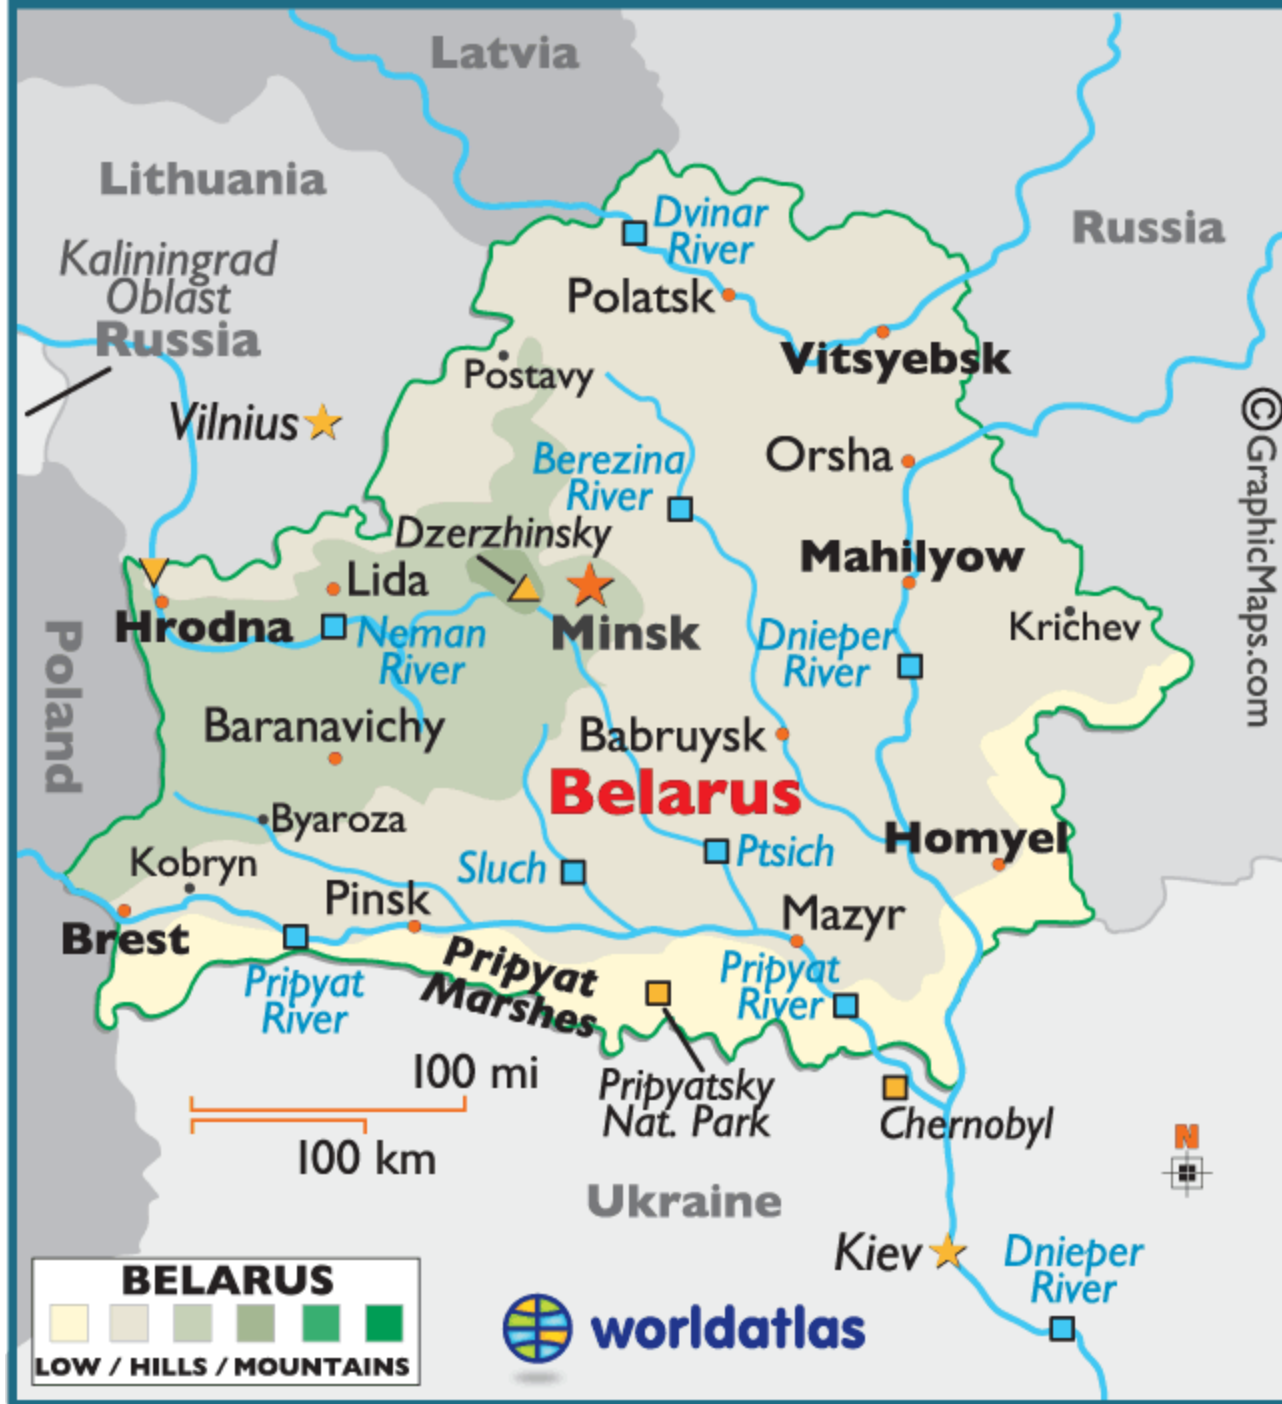 Latvia
Lithuania
Kaliningrad
Oblast
Russia
Dvinar
River
Russia
Polatsk
Vitsyebsk
Postavy
Vilnius
Orsha
Berezina
River
©GraphicMaps.com
Dzerzhinsky
Mahilyow
Lida
Hrodna
Minsk
Krichev
Neman
River
Dnieper
River
Poland
Baranavichy
Babruysk
Belarus
Byaroza
Homyel
Kobryn
Sluch
Ptsich
Pinsk
Mazyr
Brest
Pripyat
Marshes
Pripyat
River
Pripyat
River
100 mi
Pripyatsky
Nat. Park
Chernobyl
100 km
N
Ukraine
Kiev
Dnieper
River
BELARUS
LOW / HILLS / MOUNTAINS
worldatlas